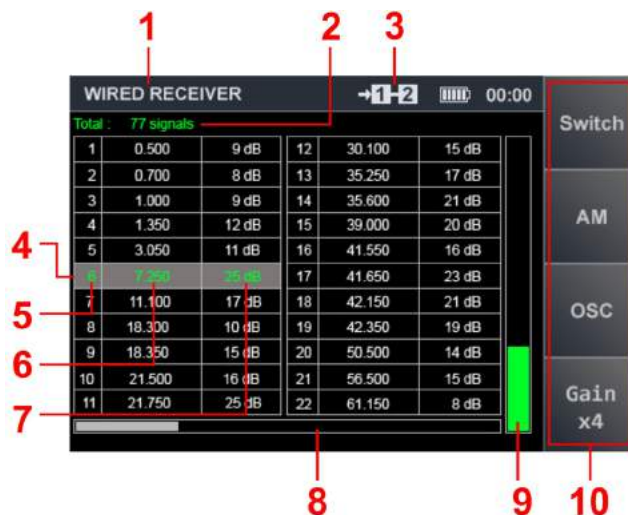 1
2
3
WIRED RECEIVER →1-2 00:00
Total : 77 signals
1 0.500 9 dB 12 30.100 15 dB
2 0.700 8 dB 13 35.250 17 dB
3 1.000 9 dB 14 35.600 21 dB
4 1.350 12 dB 15 39.000 20 dB
5 3.050 11 dB 16 41.550 16 dB
6 7.250 25 dB 17 41.650 23 dB
7 11.100 17 dB 18 42.150 21 dB
8 18.300 10 dB 19 42.350 19 dB
9 18.350 15 dB 20 50.500 14 dB
10 21.500 16 dB 21 56.500 15 dB
11 21.750 25 dB 22 61.150 8 dB
Switch
AM
OSC
Gain
x4
4
5
6
7
8
9
10